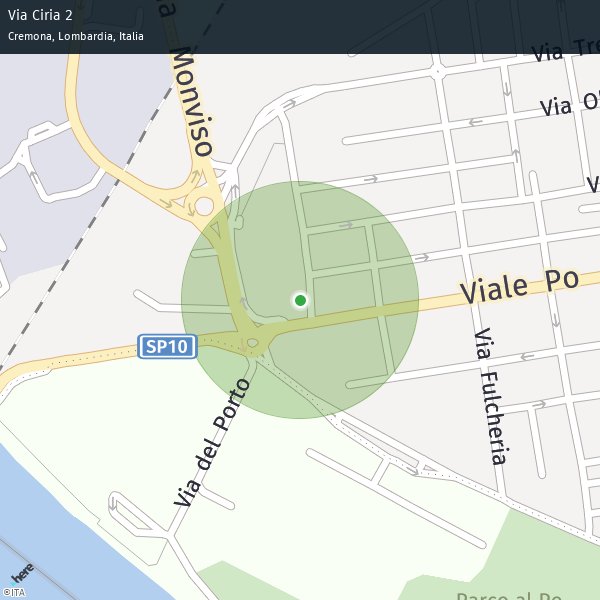 Via Ciria 2
Cremona, Lombardia, Italia
Monviso
Via Tre
Via O
V
Viale Po
SP10
Via Fulcheria
Via del Porto
here
Parco al Po
©ITA